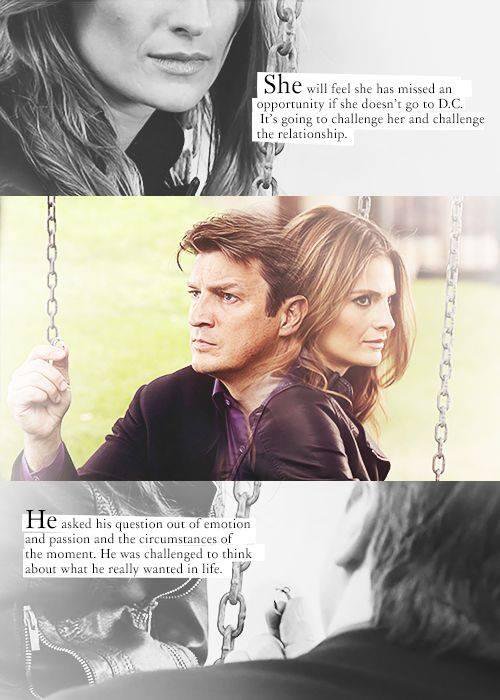 She will feel she has missed an
opportunity if she doesn't go to D.C.
It's going to challenge her and challenge
the relationship.
He asked his question out of emotion
and passion and the circumstances of
the moment. He was challenged to think
about what he really wanted in life.